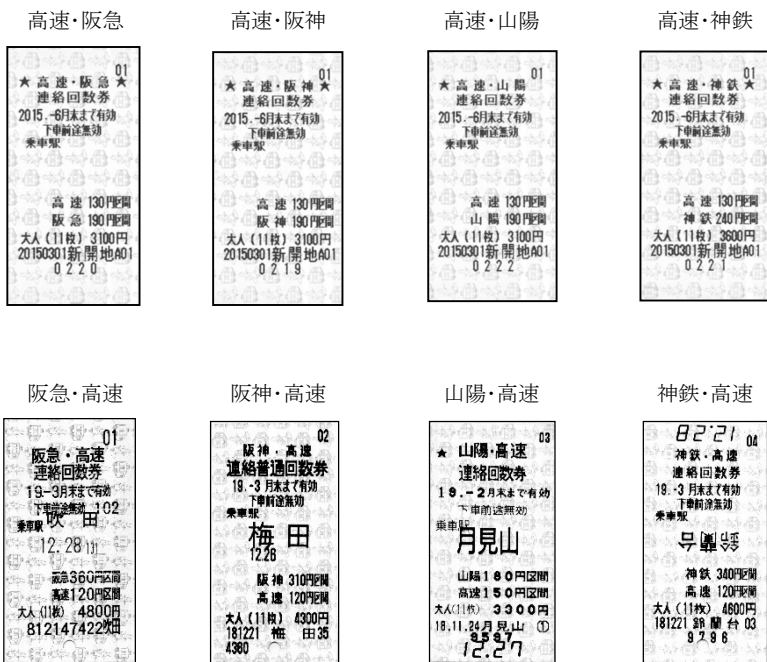 高速・阪急
高速・阪神
高速・山陽
高速・神鉄
01
★高速・阪急★
連絡回数券
2015.-6月末まで有効
下車前途無効
乗車駅
高速 130円区間
阪急 190円区間
大人(11枚) 3100円
20150301新開地A01
0220
01
★高速・阪神★
連絡回数券
2015.-6月末まで有効
下車前途無効
乗車駅
高速 130円区間
阪神 190円区間
大人(11枚) 3100円
20150301新開地A01
0219
01
★高速・山陽★
連絡回数券
2015.-6月末まで有効
下車前途無効
乗車駅
高速 130円区間
山陽 190円区間
大人(11枚) 3100円
20150301新開地A01
0222
01
★高速・神鉄★
連絡回数券
2015.-6月末まで有効
下車前途無効
乗車駅
高速 130円区間
神鉄 240円区間
大人(11枚) 3600円
20150301新開地A01
0221
阪急・高速
阪神・高速
山陽・高速
神鉄・高速
01
阪急・高速
連絡回数券
19-3月末まで有効
下車前途無効 102
乗車駅 吹田
12.28 131
阪急360円区間
高速120円区間
大人(11枚) 4800円
812147422吹田
02
阪神・高速
連絡普通回数券
19.-3月末まで有効
下車前途無効
乗車駅
梅田
12.28
阪神 310円区間
高速 120円区間
大人(11枚) 4300円
181221 梅田35
4360
03
★ 山陽・高速
連絡回数券
19.-2月末まで有効
下車前途無効
乗車駅
月見山
山陽180円区間
高速150円区間
大人(11枚) 3300円
18.11.24月見山 ①
9597
12.27
82'21
04
神鉄・高速
連絡回数券
19.-3月末まで有効
下車前途無効
乗車駅
鈴蘭台
神鉄 340円区間
高速 120円区間
大人(11枚) 4600円
181221 鈴蘭台 03
9296